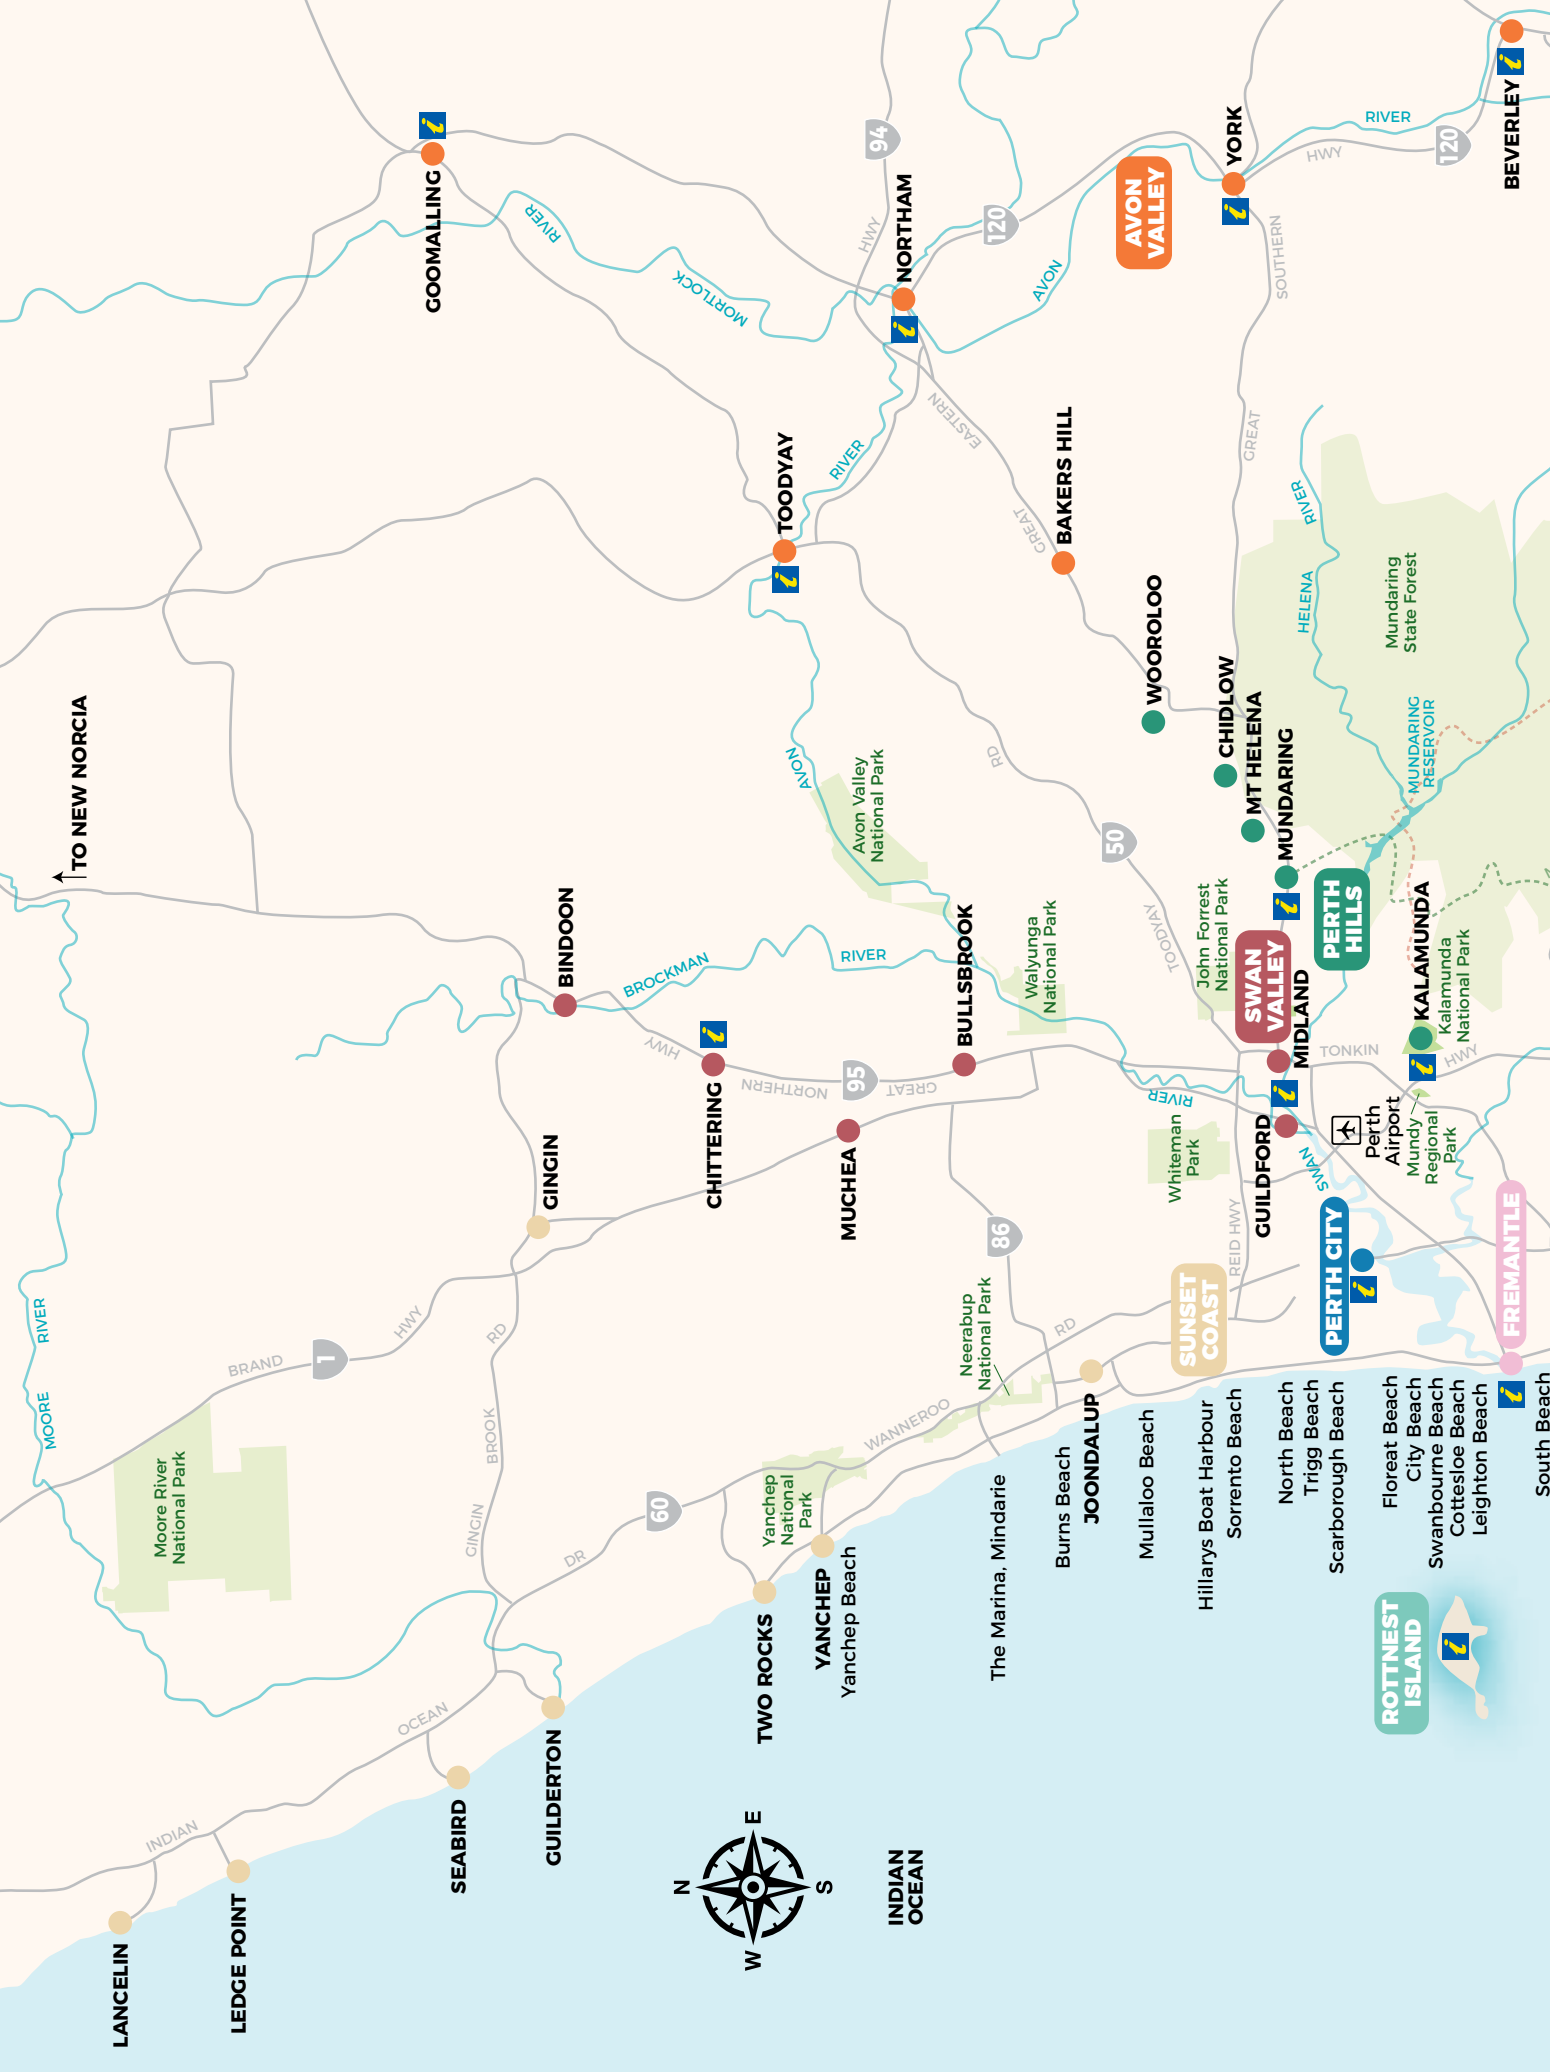 TO NEW NORCIA
GOOMALLING
RIVER
MORTLOCK
HWY
94
NORTHAM
120
AVON
AVON
VALLEY
YORK
RIVER
HWY
120
BEVERLEY
SOUTHERN
GREAT
TOODYAY
RIVER
EASTERN
GREAT
BAKERS HILL
WOOROLOO
CHIDLOW
MT HELENA
MUNDARING
RIVER
HELENA
Mundaring
State Forest
MUNDARING
RESERVOIR
AVON
Avon Valley
National Park
RD
50
TOODYAY
BINDOON
BROCKMAN
RIVER
BULLSBROOK
Walyunga
National Park
John Forrest
National Park
SWAN
VALLEY
MIDLAND
PERTH
HILLS
KALAMUNDA
Kalamunda
National Park
TONKIN
HWY
HWY
NORTHERN
95
GREAT
CHITTERING
GINGIN
MUCHEA
RIVER
Whiteman
Park
GUILDFORD
SWAN
Perth
Airport
Mundy
Regional
Park
86
REID HWY
PERTH CITY
FREMANTLE
SUNSET
COAST
Neerabup
National Park
RD
WANNEROO
MOORE
RIVER
BRAND
1
HWY
RD
BROOK
GINGIN
Moore River
National Park
60
DR
Yanchep
National
Park
YANCHEP
Yanchep Beach
TWO ROCKS
The Marina, Mindarie
Burns Beach
JOONDALUP
Mullaloo Beach
Hillarys Boat Harbour
Sorrento Beach
North Beach
Trigg Beach
Scarborough Beach
Floreat Beach
City Beach
Swanbourne Beach
Cottesloe Beach
Leighton Beach
South Beach
ROTTNEST
ISLAND
OCEAN
INDIAN
GUILDERTON
SEABIRD
LEDGE POINT
LANCELIN
N
E
S
W
INDIAN
OCEAN
i
i
i
i
i
i
i
i
i
i
i
i